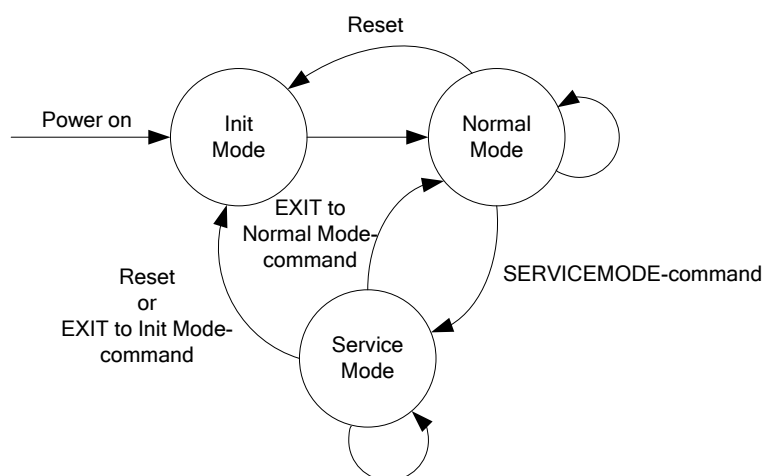 Reset
Power on
Init
Mode
Normal
Mode
EXIT to
Normal Mode-
command
SERVICEMODE-command
Reset
or
EXIT to Init Mode-
command
Service
Mode